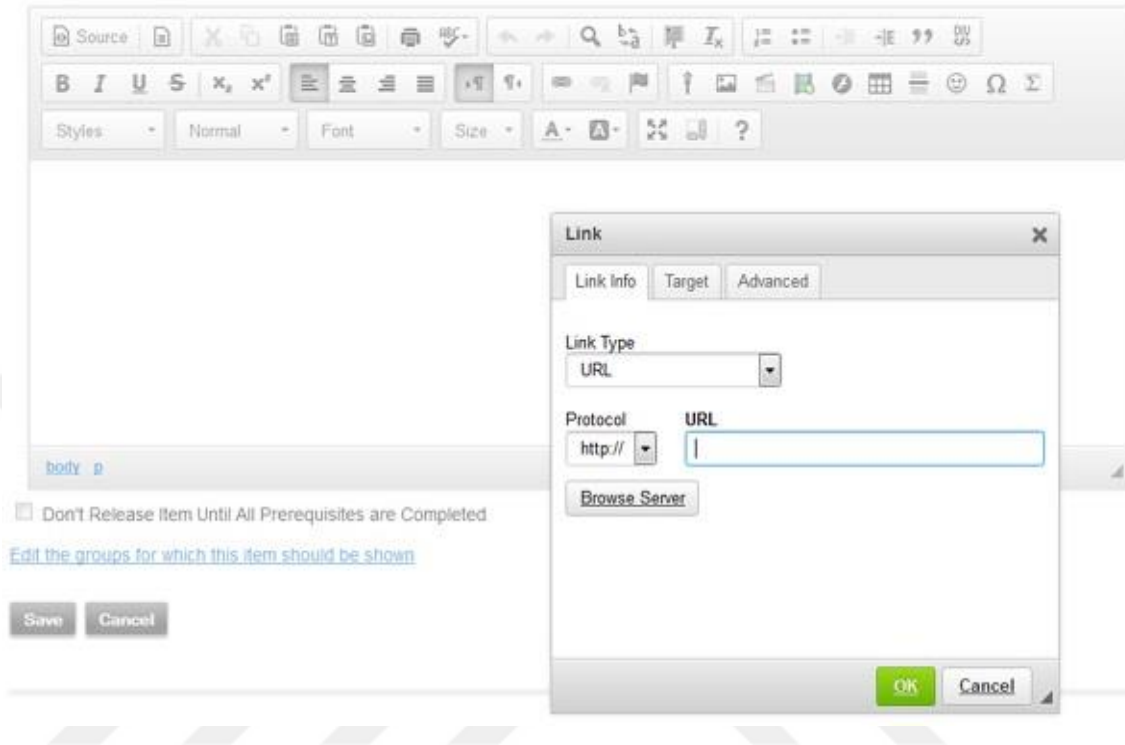 Source
B I U S x₂ x²
Styles Normal Font Size A A ?
Link
Link Info Target Advanced
Link Type
URL
Protocol URL
http://
Browse Server
OK Cancel
body p
Don't Release Item Until All Prerequisites are Completed
Edit the groups for which this item should be shown
Save Cancel